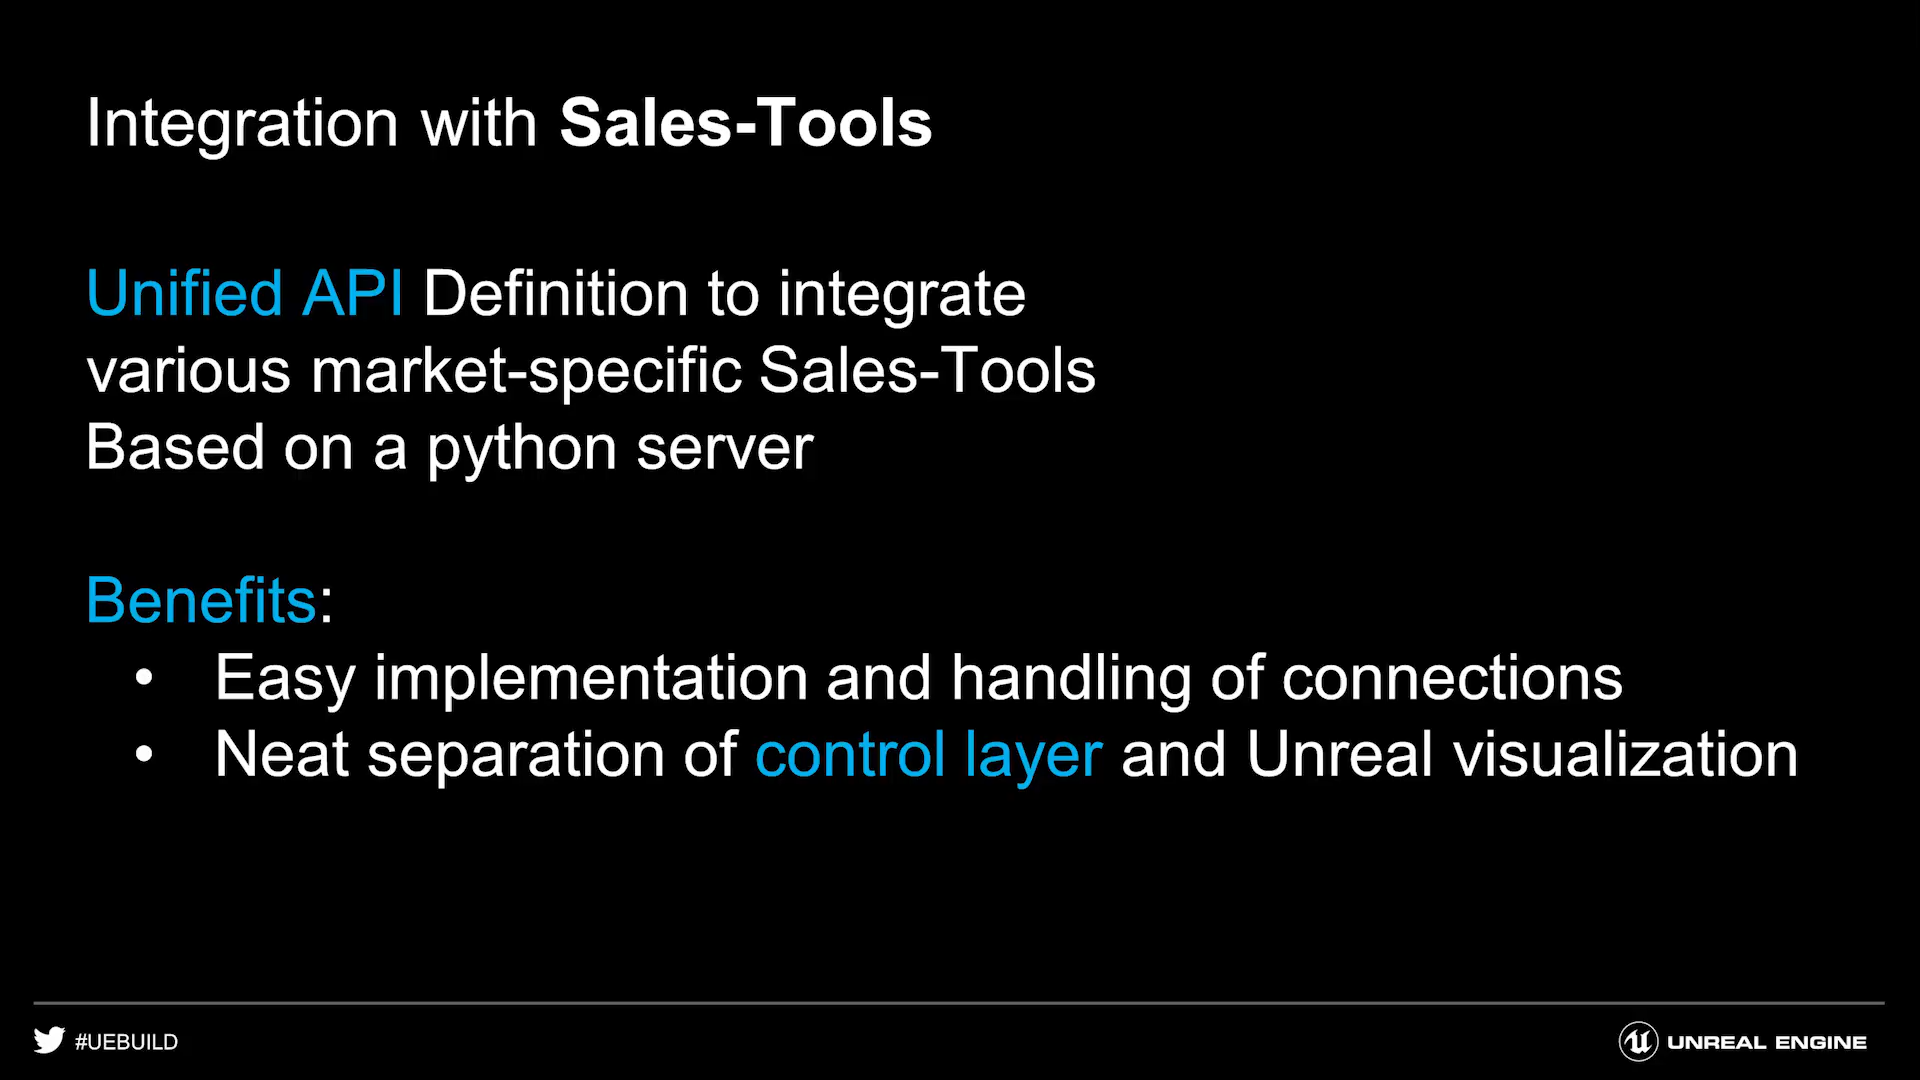 Integration with Sales-Tools
Unified API Definition to integrate
various market-specific Sales-Tools
Based on a python server
Benefits:
• Easy implementation and handling of connections
• Neat separation of control layer and Unreal visualization
#UEBUILD
UNREAL ENGINE